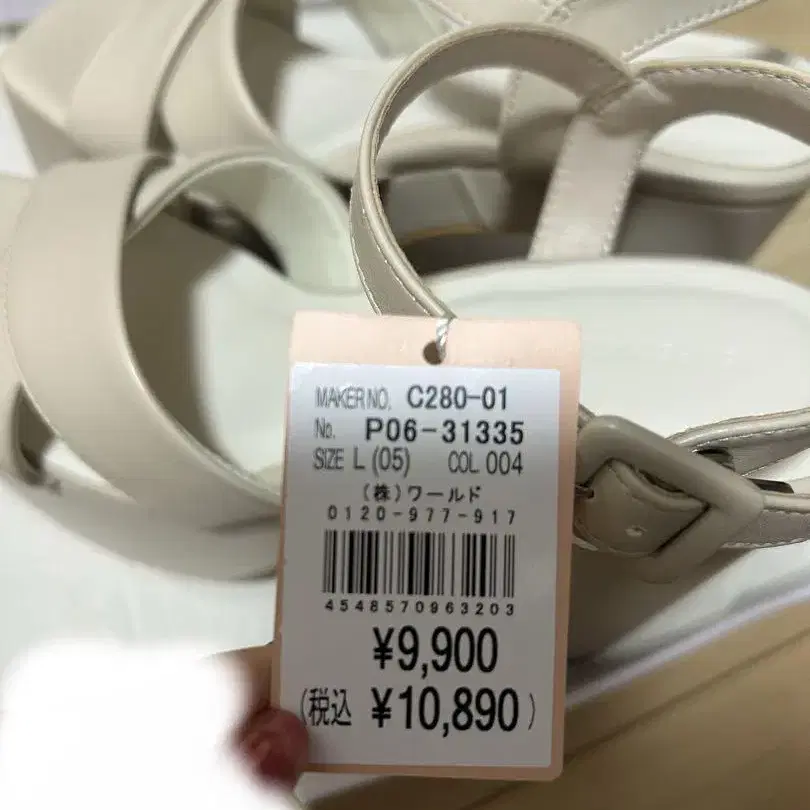 MAKER NO. C280-01
No. P06-31335
SIZE L (05) COL 004
(株)ワールド
0120-977-917
4548570963203
¥9,900
(税込 ¥10,890)